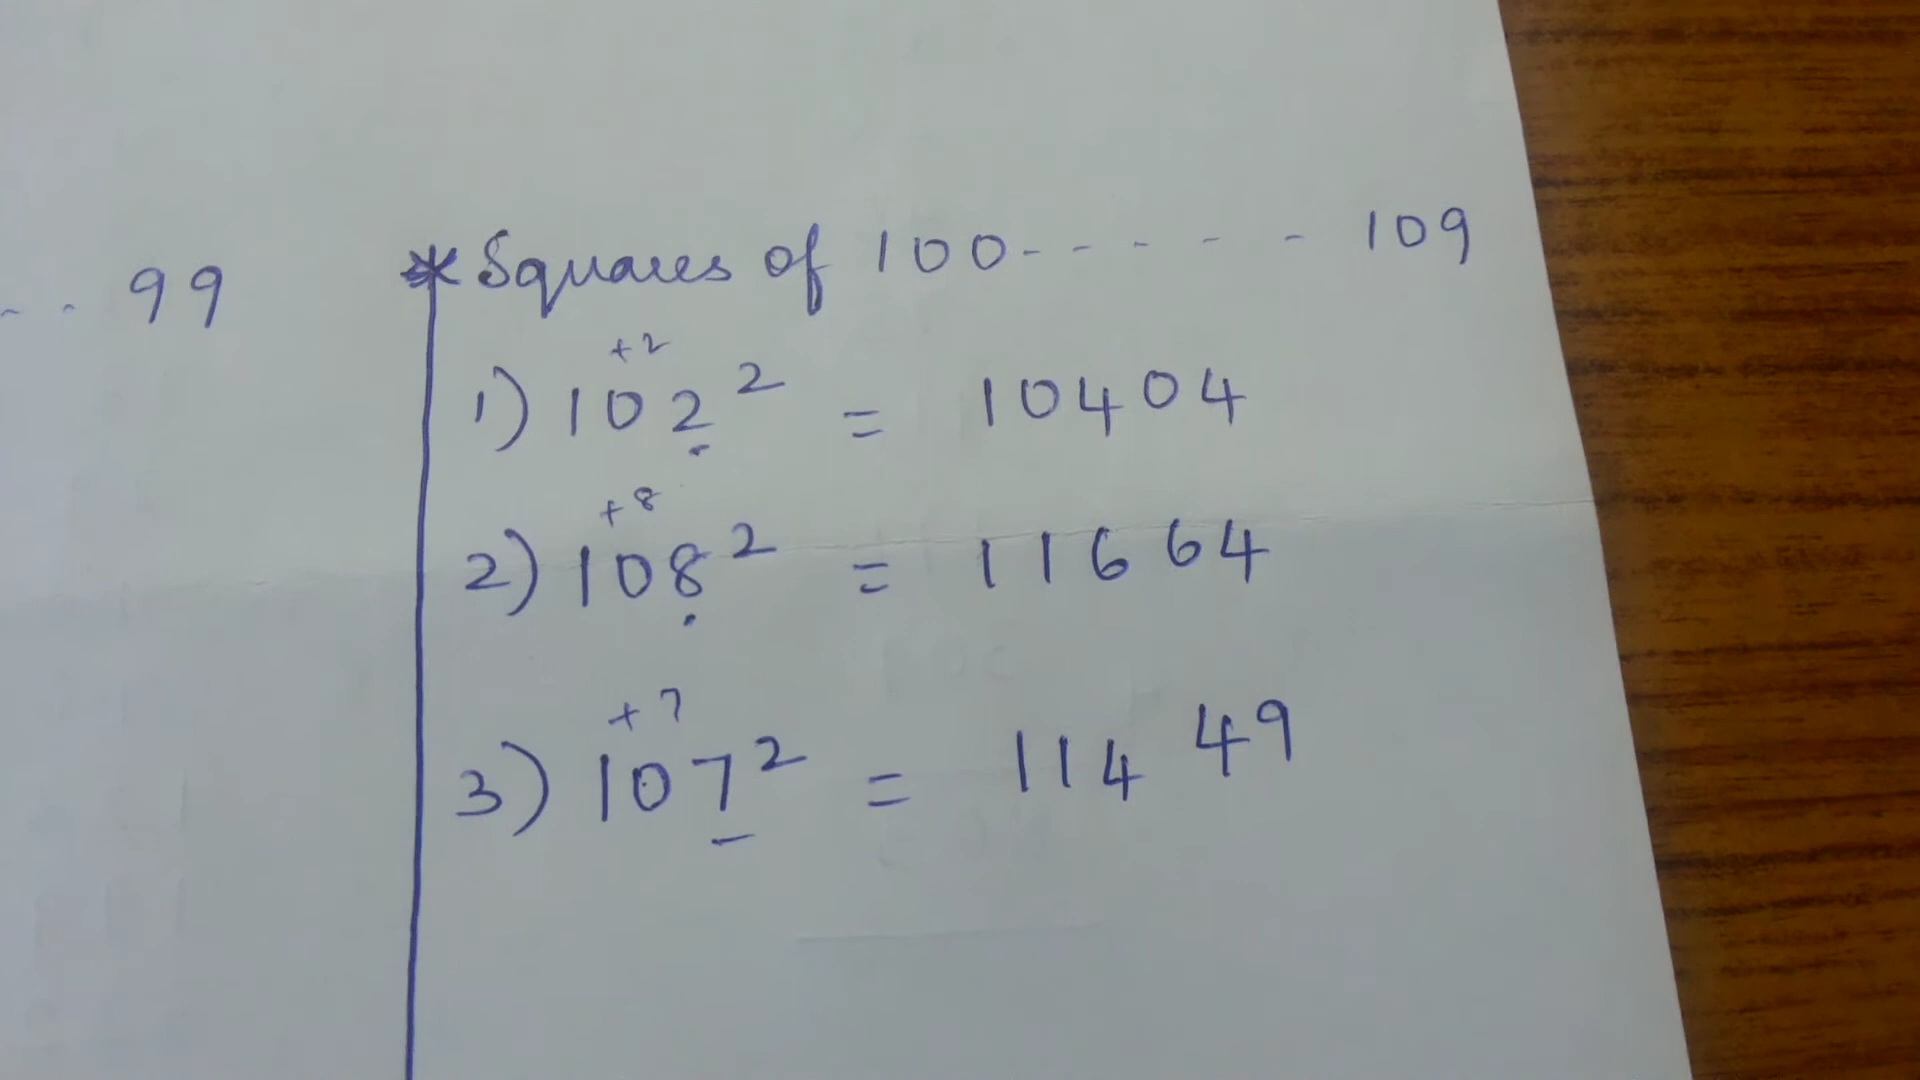 -- 99
* Squares of 100------109
+2
1) 102² = 10404
+8
2) 108² = 11664
+7
3) 107² = 11449